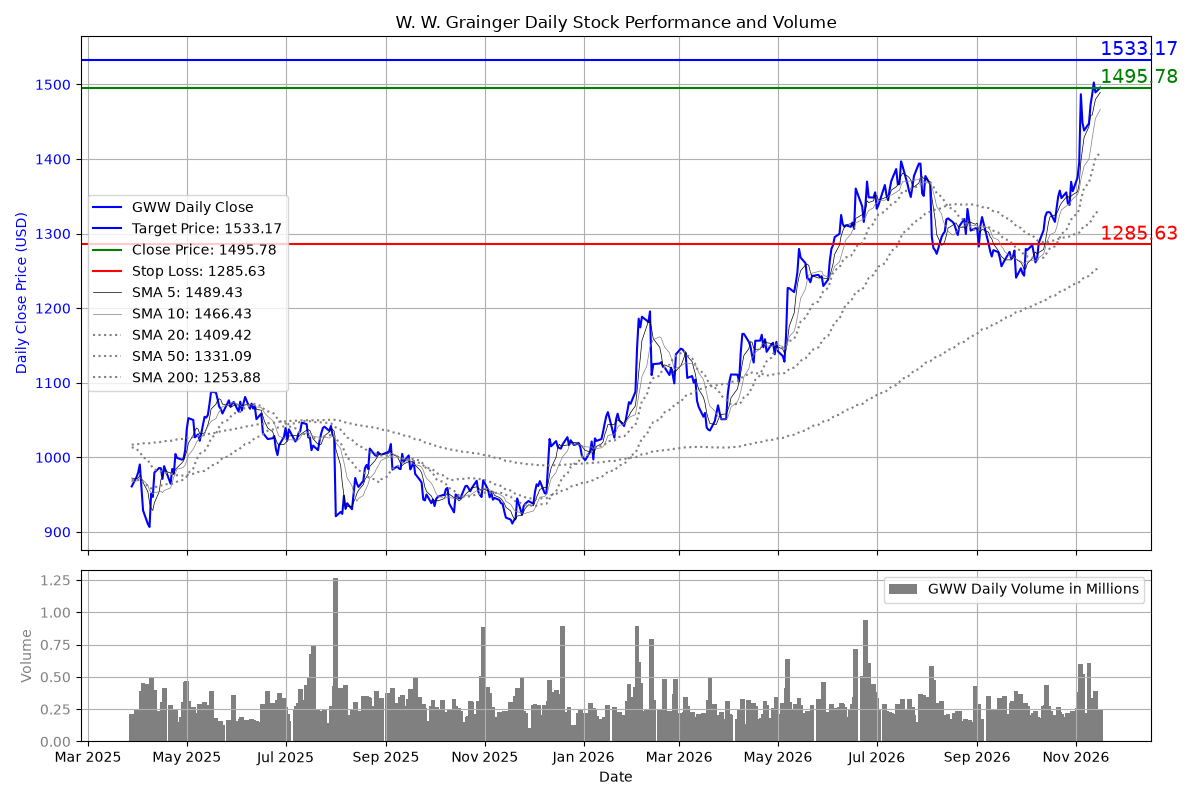 W. W. Grainger Daily Stock Performance and Volume
1533.17
1495.78
1285.63
Daily Close Price (USD)
1500
1400
1300
1200
1100
1000
900
GWW Daily Close
Target Price: 1533.17
Close Price: 1495.78
Stop Loss: 1285.63
SMA 5: 1489.43
SMA 10: 1466.43
SMA 20: 1409.42
SMA 50: 1331.09
SMA 200: 1253.88
Volume
1.25
1.00
0.75
0.50
0.25
0.00
GWW Daily Volume in Millions
Mar 2025
May 2025
Jul 2025
Sep 2025
Nov 2025
Jan 2026
Mar 2026
May 2026
Jul 2026
Sep 2026
Nov 2026
Date